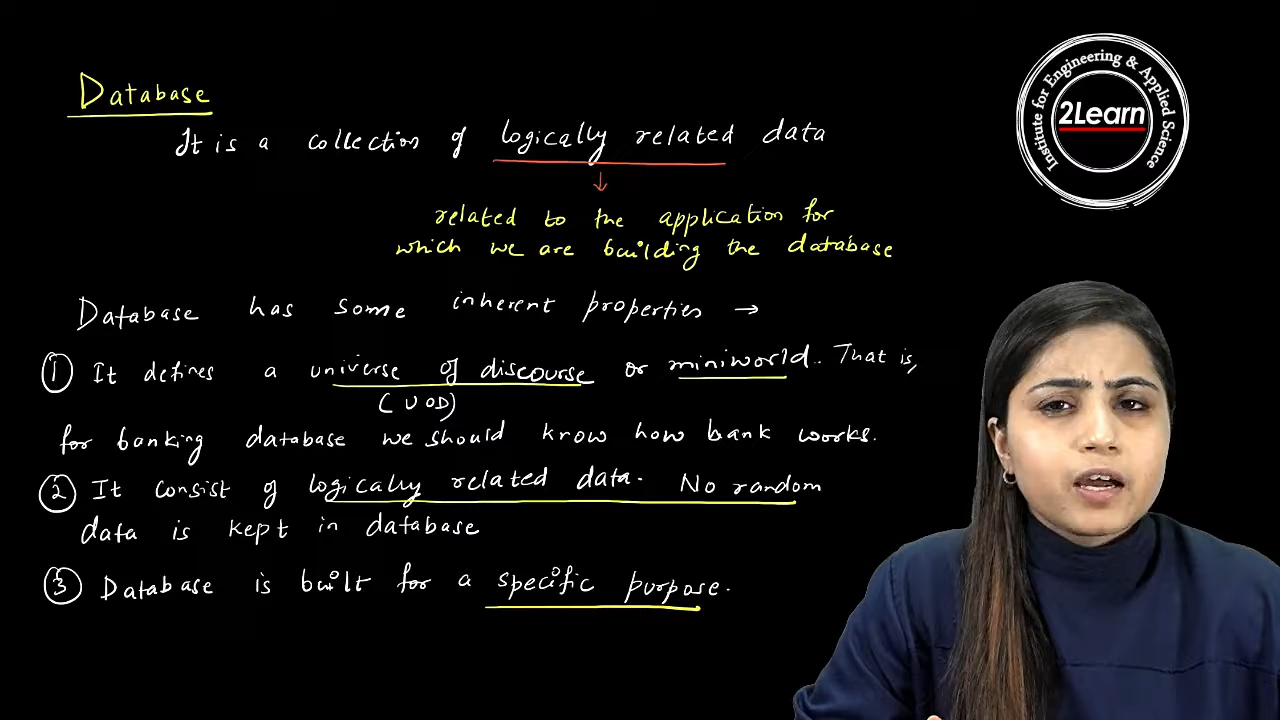 Database
It is a collection of logically related data
related to the application for
which we are building the database
Database has some inherent properties →
① It defines a universe of discourse or miniworld. That is,
(UOD)
for banking database we should know how bank works.
② It consist of logically related data. No random
data is kept in database
③ Database is built for a specific purpose.
Institute for Engineering & Applied Science
2Learn